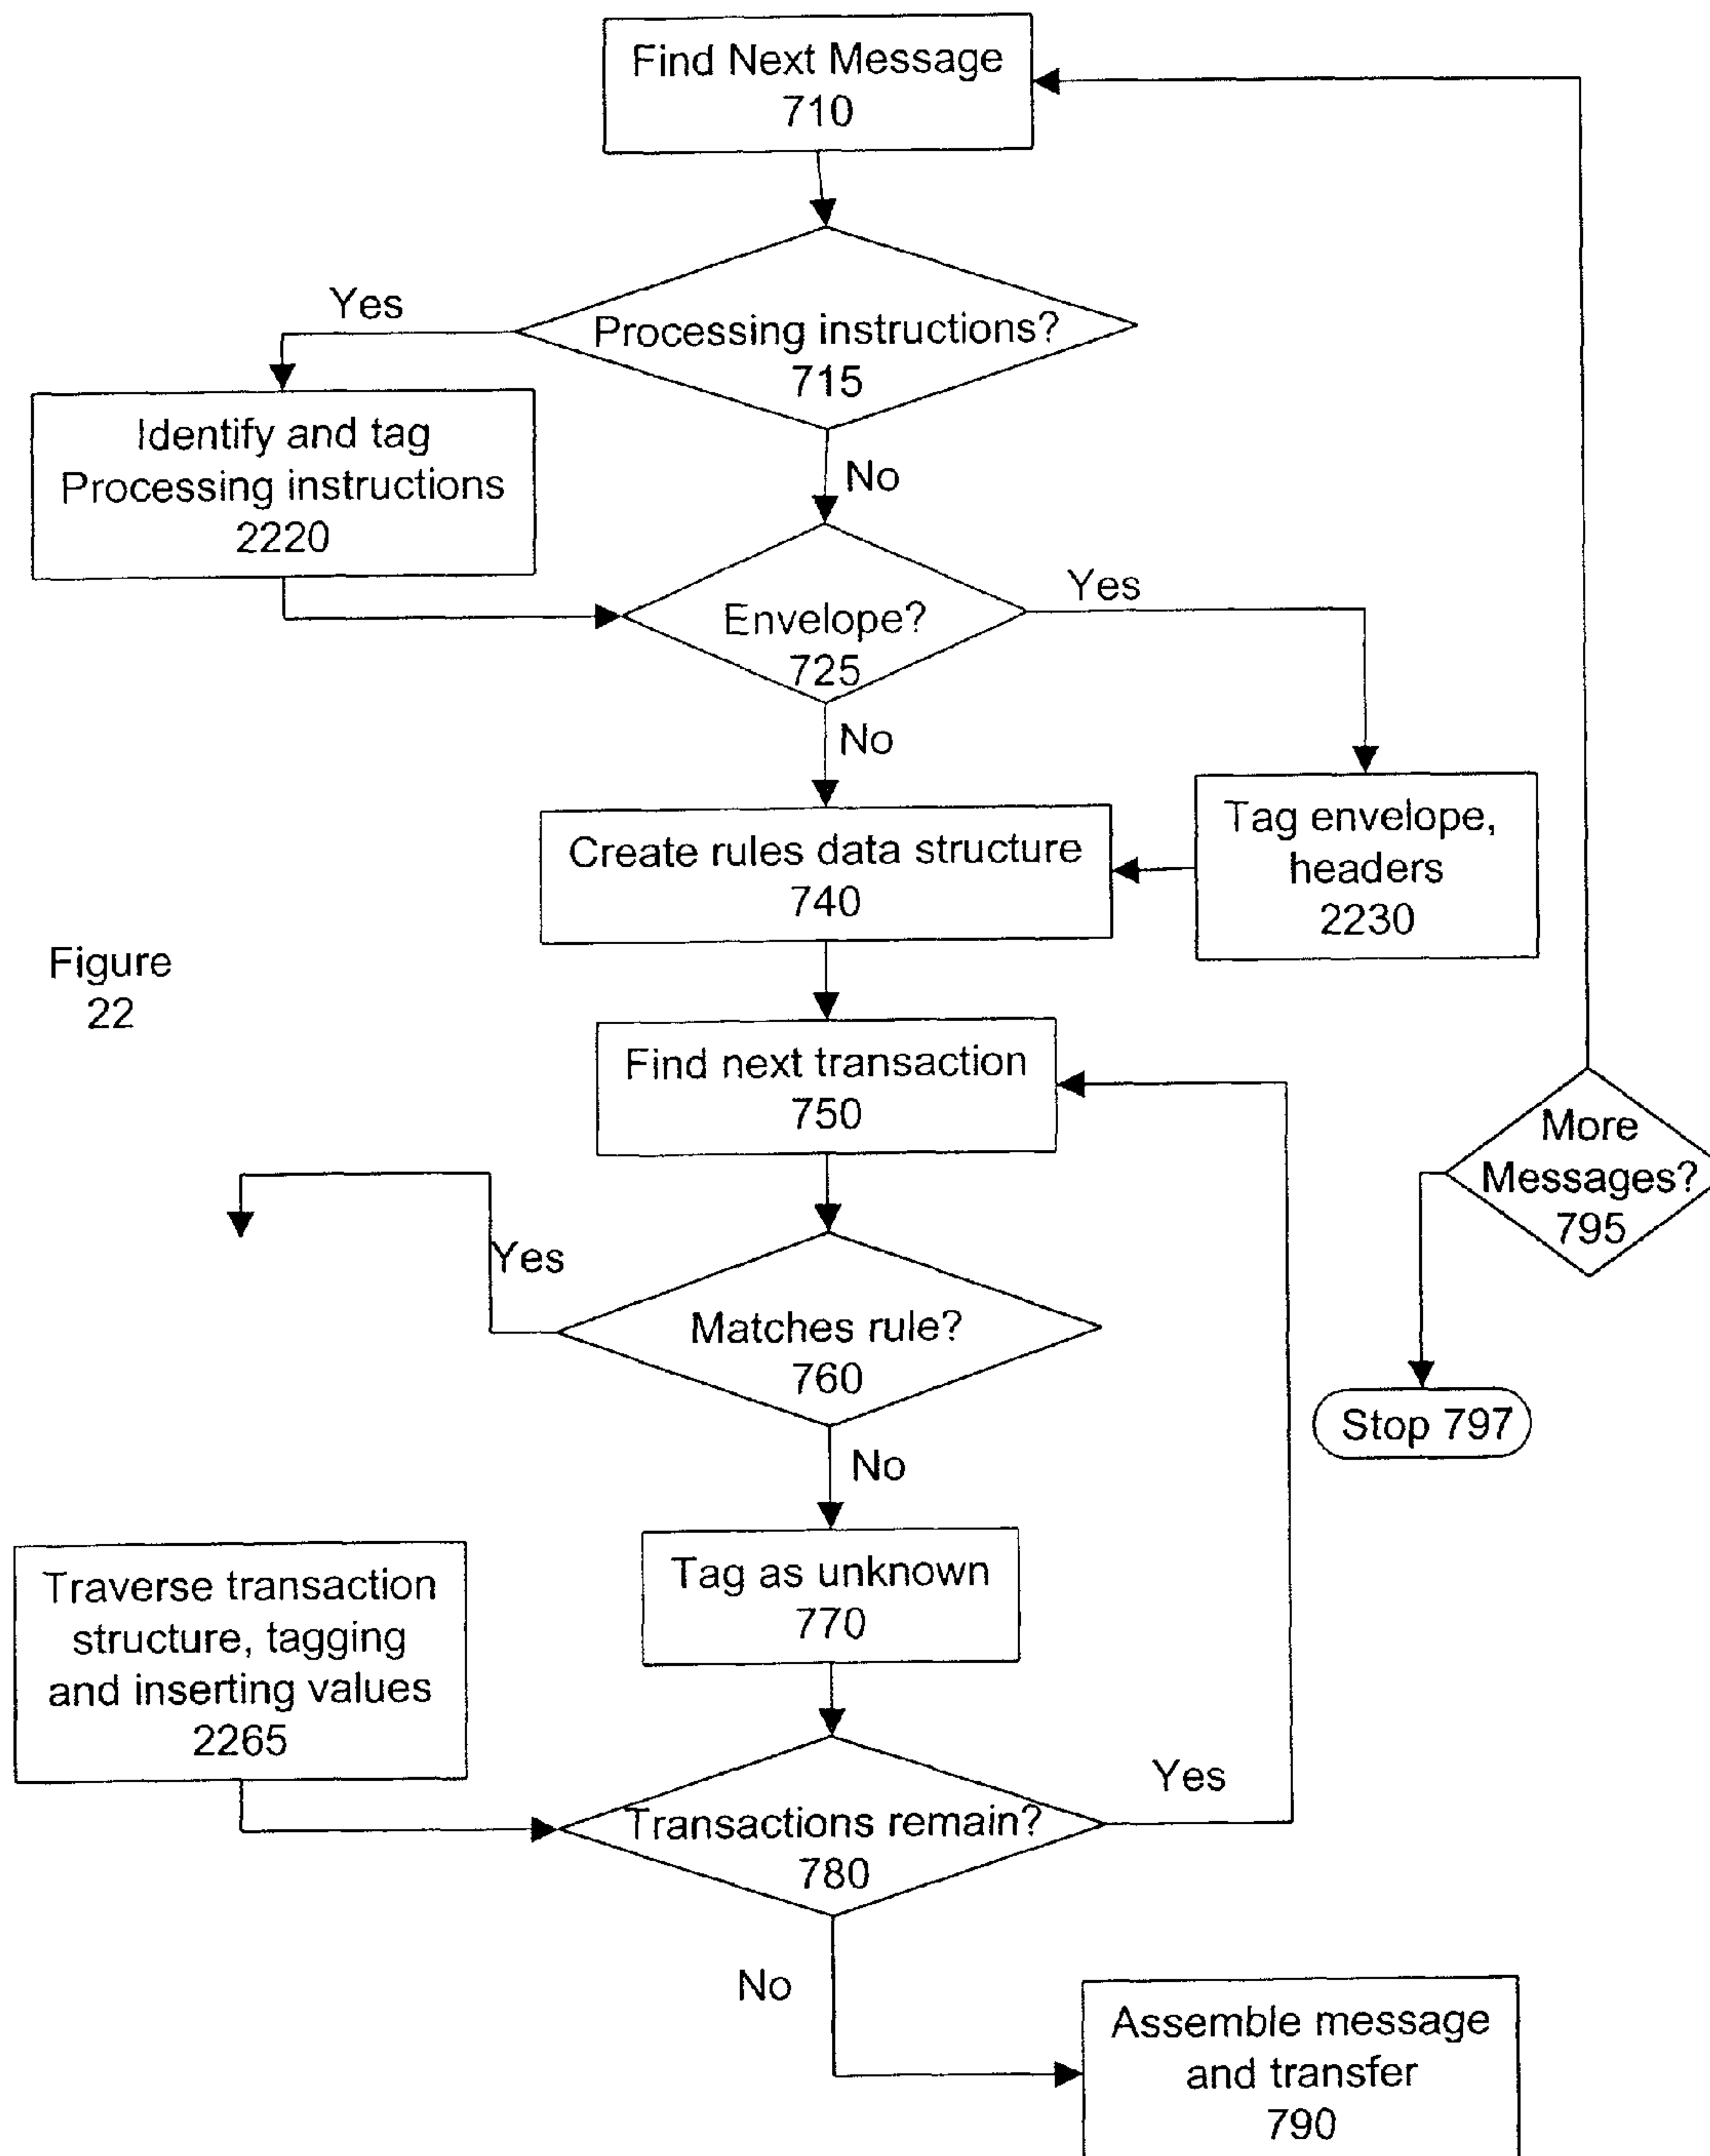 Find Next Message
710
Processing instructions?
715
Yes
Identify and tag
Processing instructions
2220
No
Envelope?
725
Yes
No
Create rules data structure
740
Tag envelope,
headers
2230
Figure
22
Find next transaction
750
More
Messages?
795
Yes
Matches rule?
760
Stop 797
No
Tag as unknown
770
Traverse transaction
structure, tagging
and inserting values
2265
Transactions remain?
780
Yes
No
Assemble message
and transfer
790